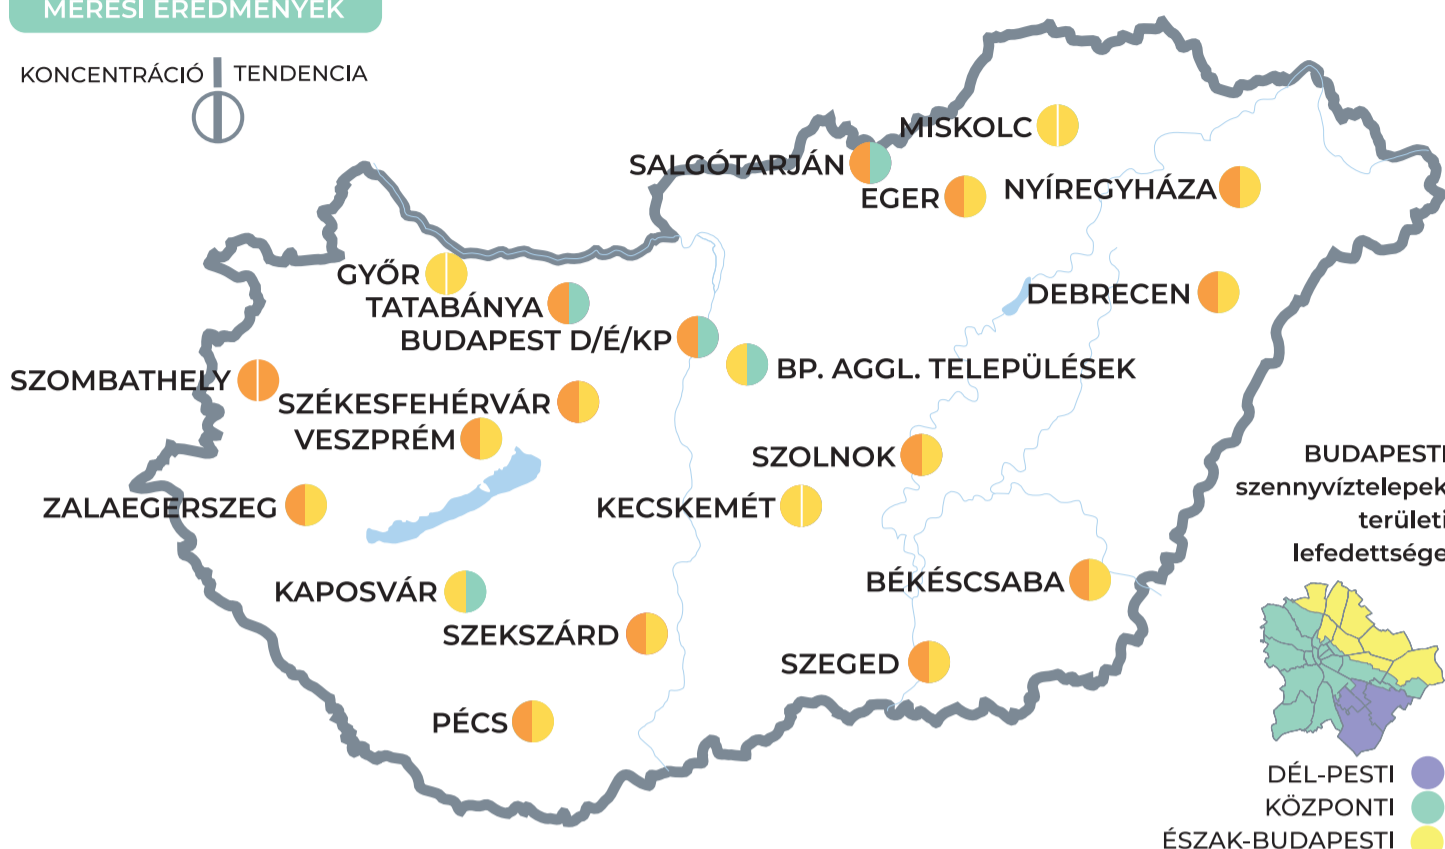 MÉRÉSI EREDMÉNYEK
KONCENTRÁCIÓ TENDENCIA
MISKOLC
SALGÓTARJÁN
EGER
NYÍREGYHÁZA
GYŐR
TATABÁNYA
DEBRECEN
BUDAPEST D/É/KP
BP. AGGL. TELEPÜLÉSEK
SZOMBATHELY
SZÉKESFEHÉRVÁR
VESZPRÉM
SZOLNOK
ZALAEGERSZEG
KECSKEMÉT
BÉKÉSCSABA
KAPOSVÁR
SZEKSZÁRD
SZEGED
PÉCS
BUDAPESTI
szennyvíztelepek
területi
lefedettsége
DÉL-PESTI
KÖZPONTI
ÉSZAK-BUDAPESTI